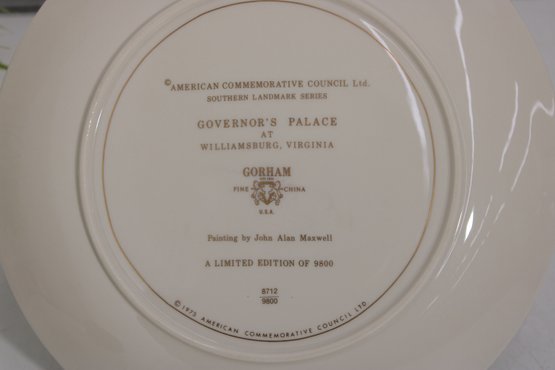 © AMERICAN COMMEMORATIVE COUNCIL Ltd.
SOUTHERN LANDMARK SERIES
GOVERNOR'S PALACE
AT
WILLIAMSBURG, VIRGINIA
GORHAM
FINE CHINA
U.S.A.
Painting by John Alan Maxwell
A LIMITED EDITION OF 9800
8712
9800
© 1973 AMERICAN COMMEMORATIVE COUNCIL LTD